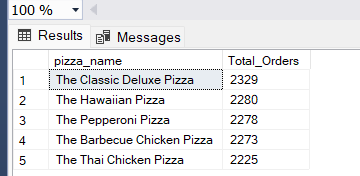 100 %
Results Messages
pizza_name Total_Orders
1 The Classic Deluxe Pizza 2329
2 The Hawaiian Pizza 2280
3 The Pepperoni Pizza 2278
4 The Barbecue Chicken Pizza 2273
5 The Thai Chicken Pizza 2225